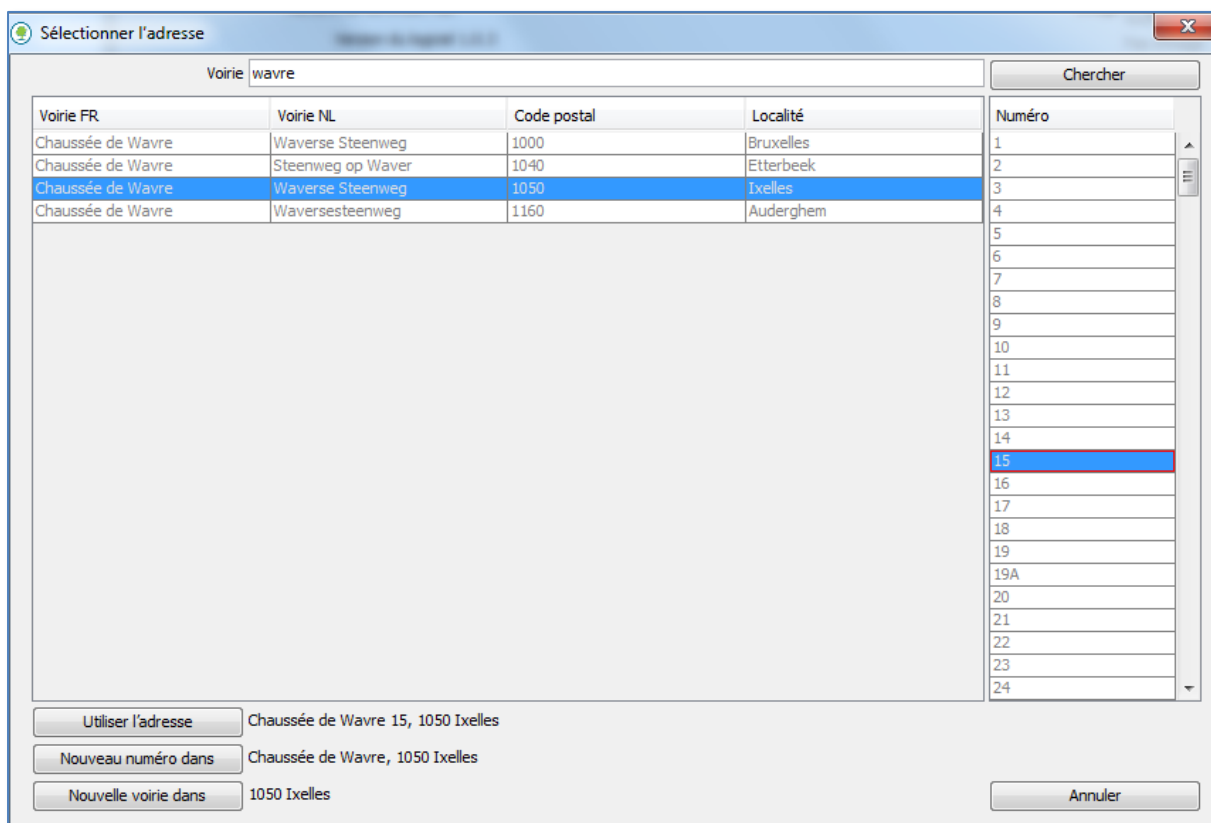 Sélectionner l'adresse
Voirie wavre Chercher
Voirie FR Voirie NL Code postal Localité Numéro
Chaussée de Wavre Waverse Steenweg 1000 Bruxelles 1
Chaussée de Wavre Steenweg op Waver 1040 Etterbeek 2
Chaussée de Wavre Waverse Steenweg 1050 Ixelles 3
Chaussée de Wavre Waversesteenweg 1160 Auderghem 4
5
6
7
8
9
10
11
12
13
14
15
16
17
18
19
19A
20
21
22
23
24
Utiliser l'adresse Chaussée de Wavre 15, 1050 Ixelles
Nouveau numéro dans Chaussée de Wavre, 1050 Ixelles
Nouvelle voirie dans 1050 Ixelles Annuler